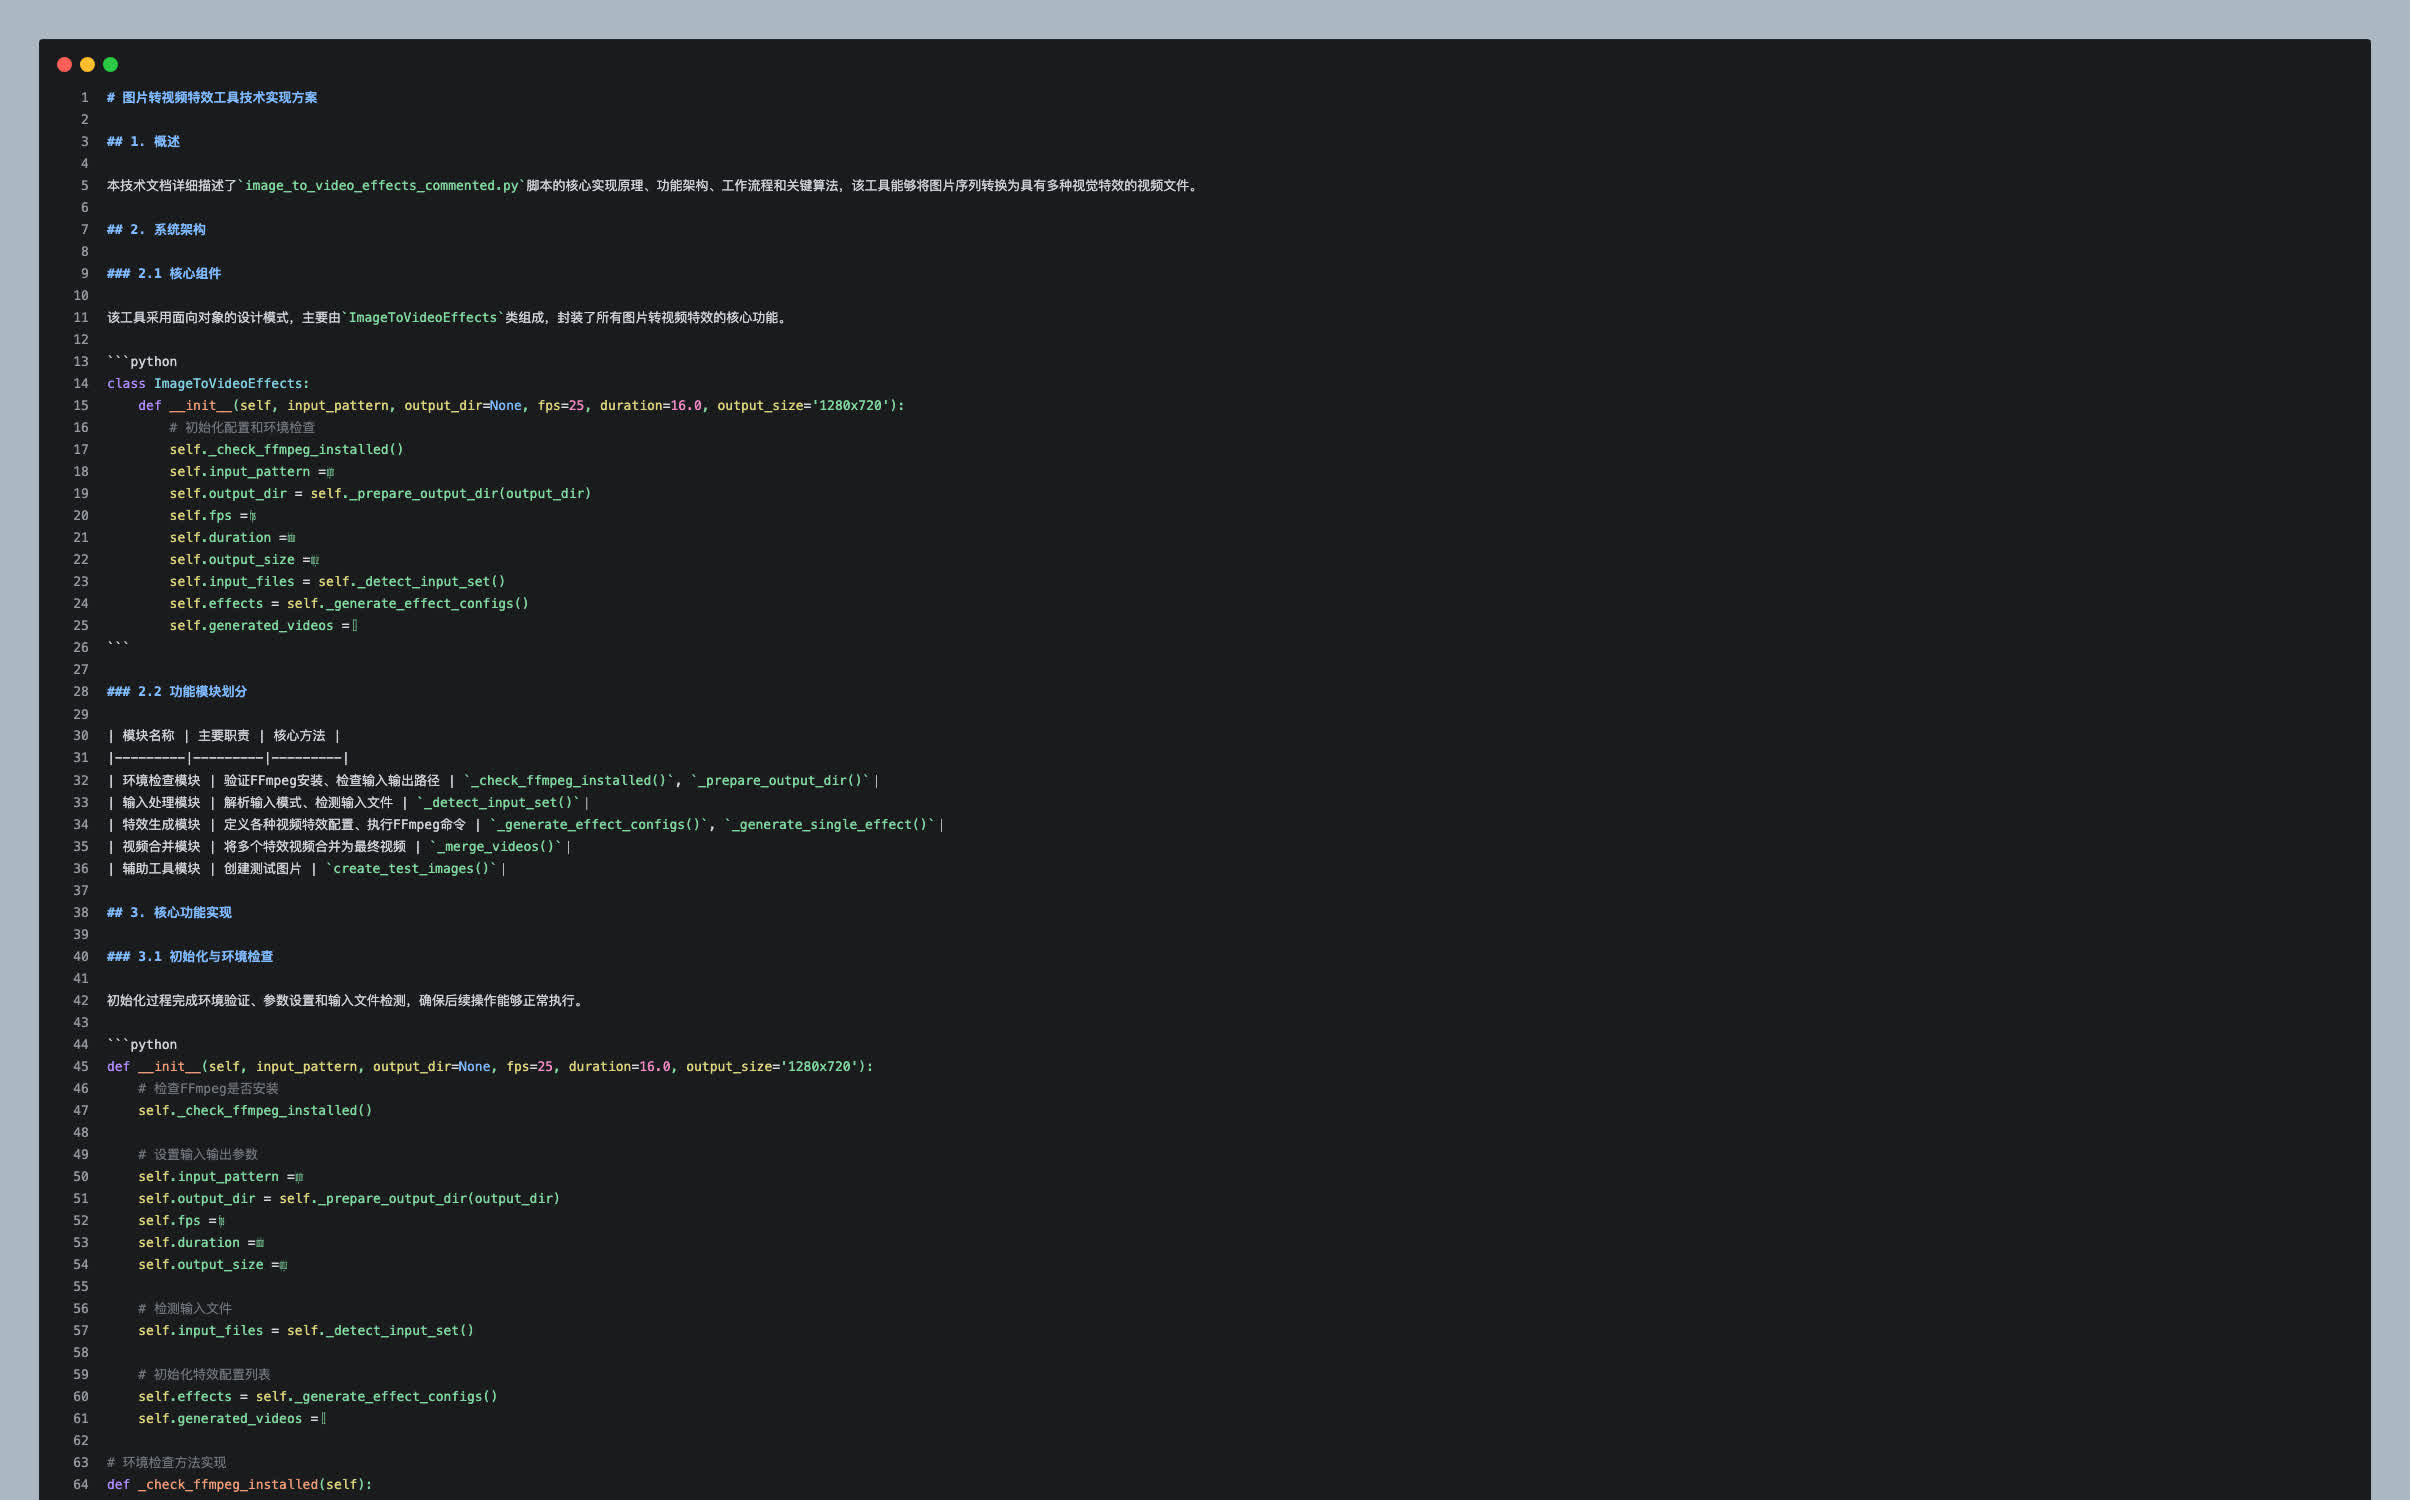 1 # 图片转视频特效工具技术实现方案
2
3 ## 1. 概述
4
5 本技术文档详细描述了`image_to_video_effects_commented.py`脚本的核心实现原理、功能架构、工作流程和关键算法，该工具能够将图片序列转换为具有多种视觉特效的视频文件。
6
7 ## 2. 系统架构
8
9 ### 2.1 核心组件
10
11 该工具采用面向对象的设计模式，主要由`ImageToVideoEffects`类组成，封装了所有图片转视频特效的核心功能。
12
13 ```python
14 class ImageToVideoEffects:
15     def __init__(self, input_pattern, output_dir=None, fps=25, duration=16.0, output_size='1280x720'):
16         # 初始化配置和环境检查
17         self._check_ffmpeg_installed()
18         self.input_pattern =
19         self.output_dir = self._prepare_output_dir(output_dir)
20         self.fps =
21         self.duration =
22         self.output_size =
23         self.input_files = self._detect_input_set()
24         self.effects = self._generate_effect_configs()
25         self.generated_videos =
26 ```
27
28 ### 2.2 功能模块划分
29
30 | 模块名称 | 主要职责 | 核心方法 |
31 |---------|---------|---------|
32 | 环境检查模块 | 验证FFmpeg安装、检查输入输出路径 | `_check_ffmpeg_installed()`, `_prepare_output_dir()` |
33 | 输入处理模块 | 解析输入模式、检测输入文件 | `_detect_input_set()` |
34 | 特效生成模块 | 定义各种视频特效配置、执行FFmpeg命令 | `_generate_effect_configs()`, `_generate_single_effect()` |
35 | 视频合并模块 | 将多个特效视频合并为最终视频 | `_merge_videos()` |
36 | 辅助工具模块 | 创建测试图片 | `create_test_images()` |
37
38 ## 3. 核心功能实现
39
40 ### 3.1 初始化与环境检查
41
42 初始化过程完成环境验证、参数设置和输入文件检测，确保后续操作能够正常执行。
43
44 ```python
45 def __init__(self, input_pattern, output_dir=None, fps=25, duration=16.0, output_size='1280x720'):
46     # 检查FFmpeg是否安装
47     self._check_ffmpeg_installed()
48
49     # 设置输入输出参数
50     self.input_pattern =
51     self.output_dir = self._prepare_output_dir(output_dir)
52     self.fps =
53     self.duration =
54     self.output_size =
55
56     # 检测输入文件
57     self.input_files = self._detect_input_set()
58
59     # 初始化特效配置列表
60     self.effects = self._generate_effect_configs()
61     self.generated_videos =
62
63 # 环境检查方法实现
64 def _check_ffmpeg_installed(self):